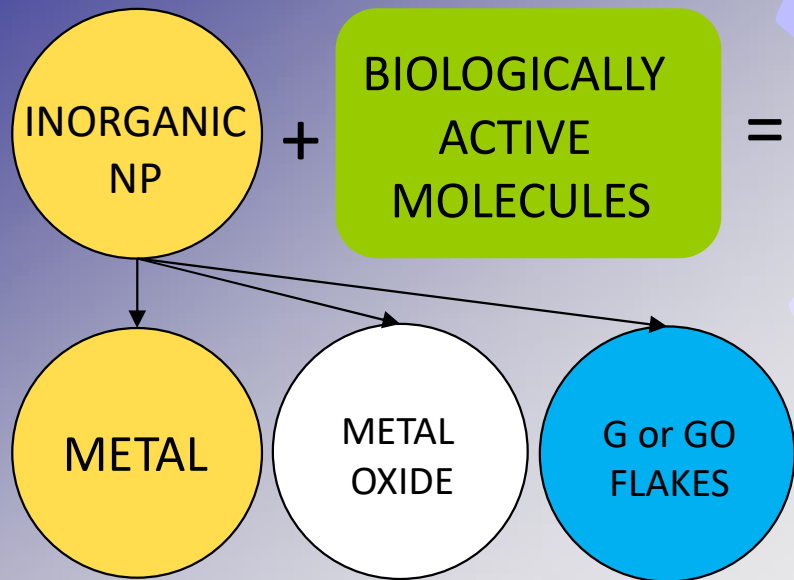 INORGANIC
NP
+
BIOLOGICALLY
ACTIVE
MOLECULES
=
METAL
METAL
OXIDE
G or GO
FLAKES